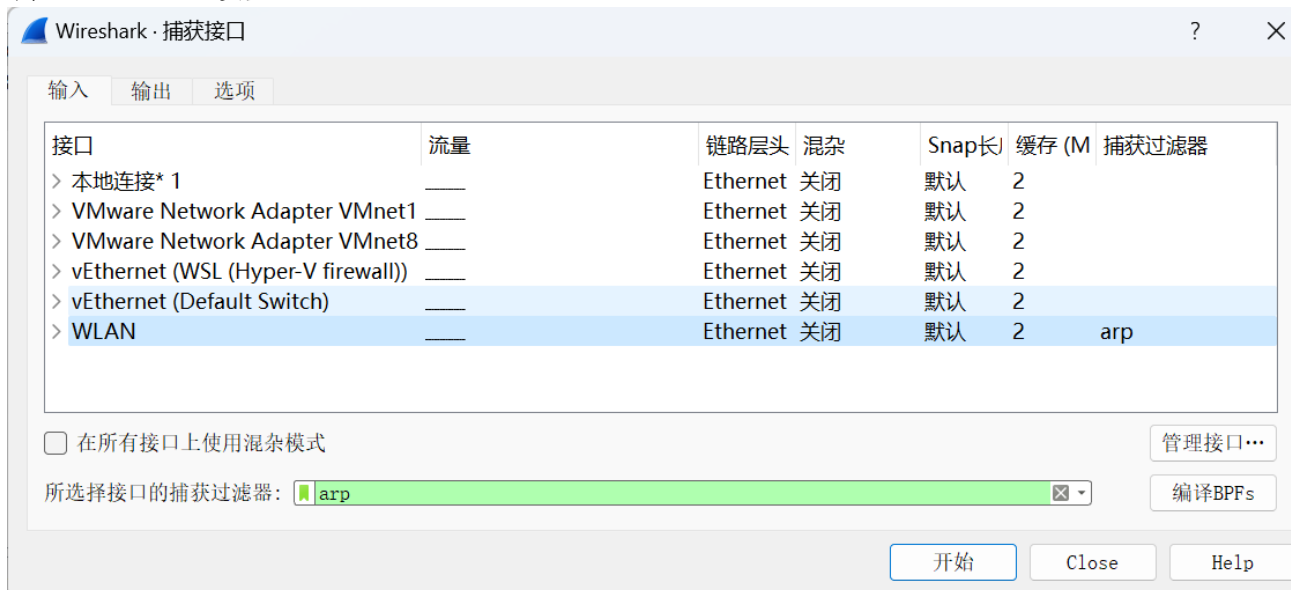 Wireshark · 捕获接口 ?
输入 输出 选项
接口 流量 链路层头 混杂 Snap长 缓存 (M 捕获过滤器
本地连接* 1 Ethernet 关闭 默认 2
VMware Network Adapter VMnet1 Ethernet 关闭 默认 2
VMware Network Adapter VMnet8 Ethernet 关闭 默认 2
vEthernet (WSL (Hyper-V firewall)) Ethernet 关闭 默认 2
vEthernet (Default Switch) Ethernet 关闭 默认 2
WLAN Ethernet 关闭 默认 2 arp
在所有接口上使用混杂模式 管理接口…
所选择接口的捕获过滤器: arp 编译BPFs
开始 Close Help